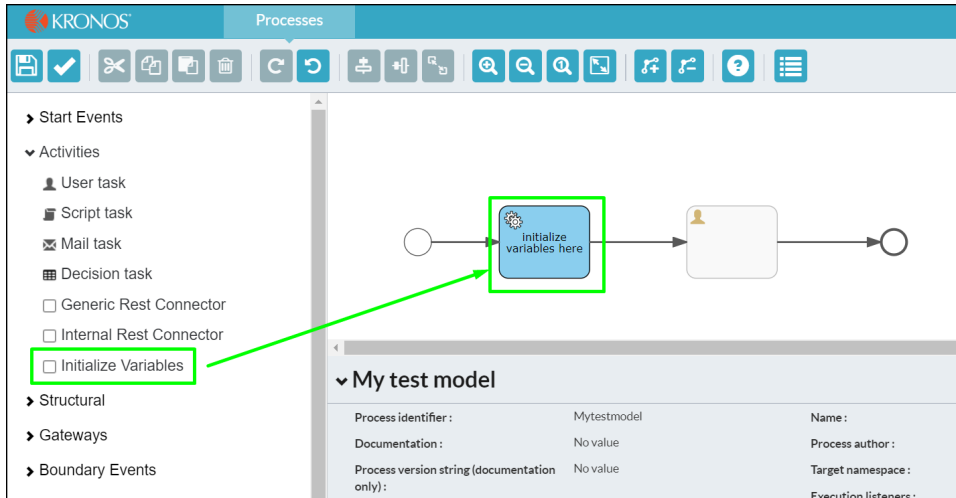 KRONOS
Processes
Start Events
Activities
User task
Script task
Mail task
Decision task
Generic Rest Connector
Internal Rest Connector
Initialize Variables
Structural
Gateways
Boundary Events
initialize
variables here
My test model
Process identifier :
Mytestmodel
Name :
Documentation :
No value
Process author :
Process version string (documentation
only) :
No value
Target namespace :
Execution listeners :